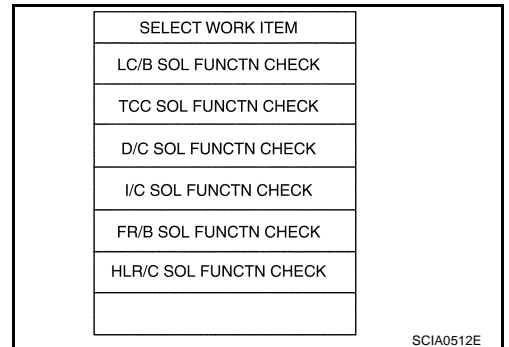 SELECT WORK ITEM
LC/B SOL FUNCTN CHECK
TCC SOL FUNCTN CHECK
D/C SOL FUNCTN CHECK
I/C SOL FUNCTN CHECK
FR/B SOL FUNCTN CHECK
HLR/C SOL FUNCTN CHECK
SCIA0512E